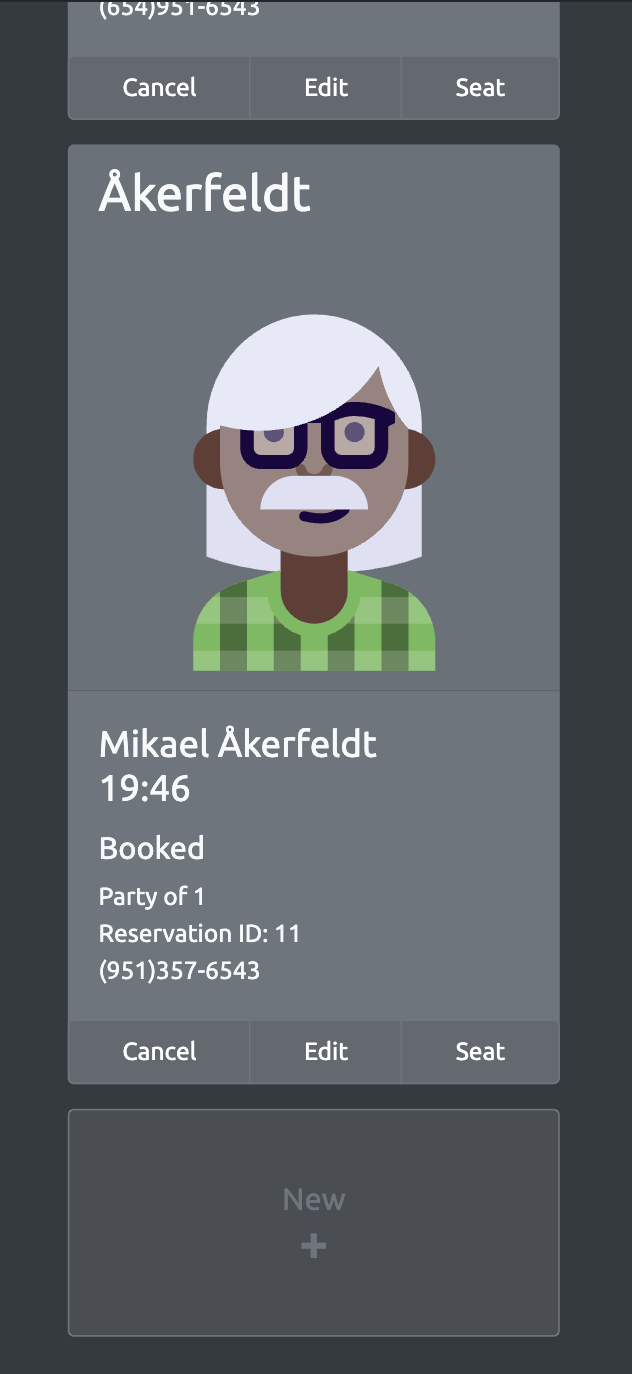 (654)951-6543
Cancel Edit Seat
Åkerfeldt
Mikael Åkerfeldt
19:46
Booked
Party of 1
Reservation ID: 11
(951)357-6543
Cancel Edit Seat
New
+